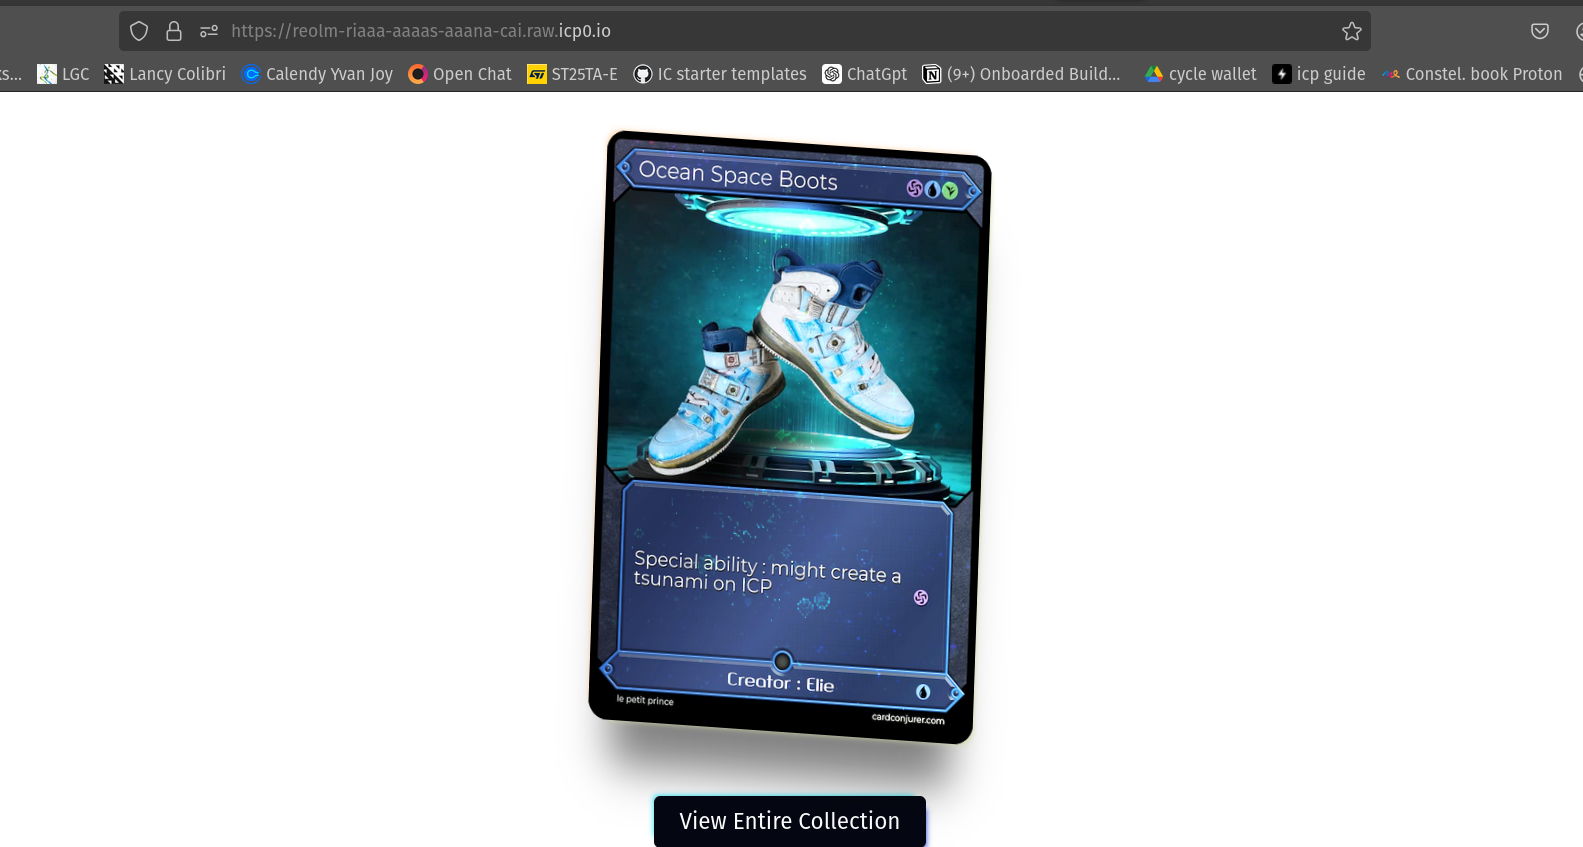 https://reolm-riaaa-aaaas-aaana-cai.raw.icp0.io
s... LGC Lancy Colibri Calendy Yvan Joy Open Chat ST25TA-E IC starter templates ChatGpt (9+) Onboarded Build... cycle wallet icp guide Constel. book Proton
Ocean Space Boots
Special ability : might create a
tsunami on ICP
Creator : Elie
le petit prince
cardconjurer.com
View Entire Collection